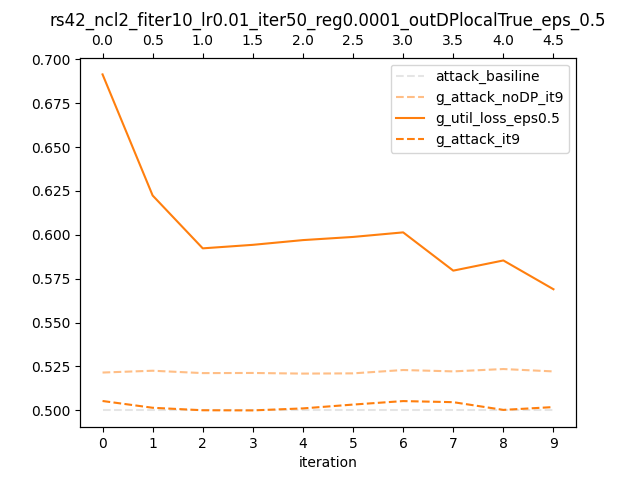 rs42_ncl2_fiter10_lr0.01_iter50_reg0.0001_outDPlocalTrue_eps_0.5
0.0 0.5 1.0 1.5 2.0 2.5 3.0 3.5 4.0 4.5
0.700
0.675
0.650
0.625
0.600
0.575
0.550
0.525
0.500
attack_basiline
g_attack_noDP_it9
g_util_loss_eps0.5
g_attack_it9
0 1 2 3 4 5 6 7 8 9
iteration